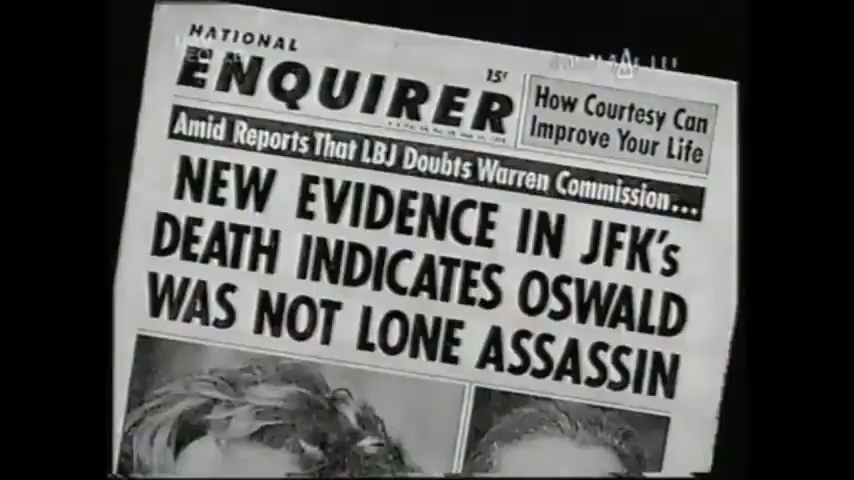 NATIONAL
ENQUIRER
15¢
How Courtesy Can
Improve Your Life
Amid Reports That LBJ Doubts Warren Commission...
NEW EVIDENCE IN JFK's
DEATH INDICATES OSWALD
WAS NOT LONE ASSASSIN